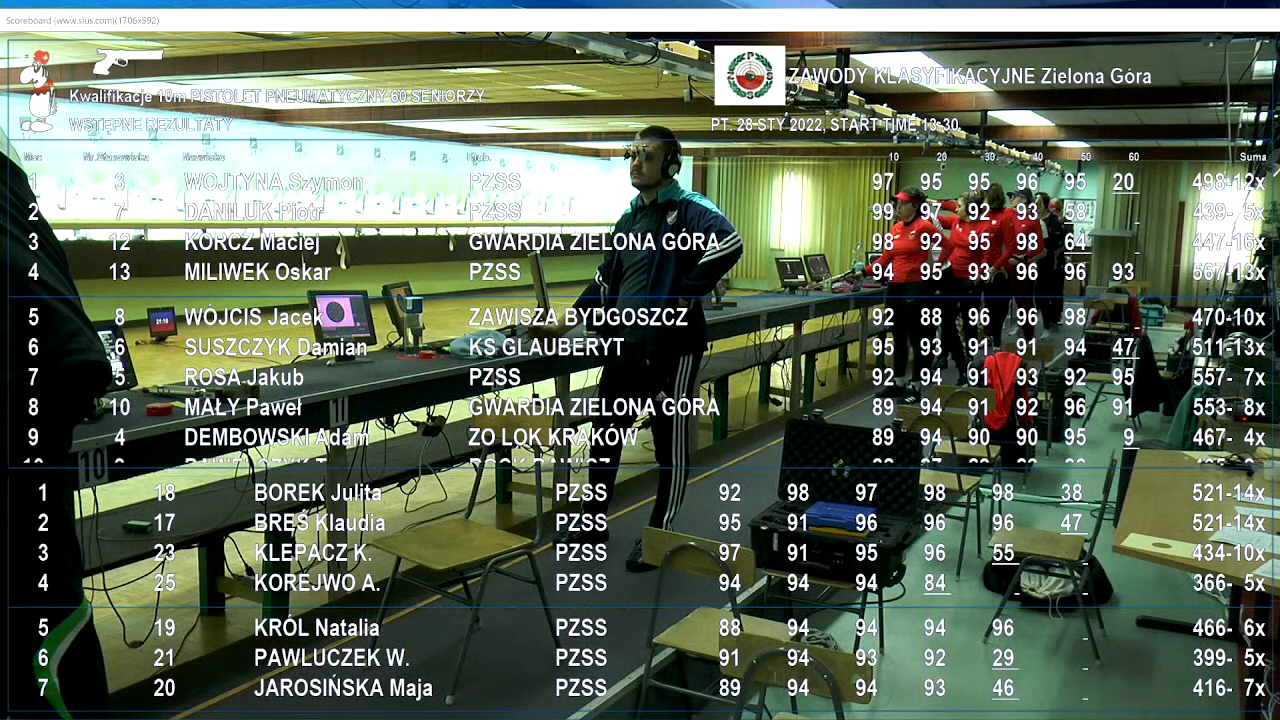 Scoreboard (www.sius.com)(1706x592)
ZAWODY KLASYFIKACYJNE Zielona Góra
Kwalifikacje 10m PISTOLET PNEUMATYCZNY 60 SENIORZY
WSTĘPNE REZULTATY
PT. 28 STY 2022, START TIME 13:30
Nr.Stanowiska Nazwisko Klub. 10 20 30 40 50 60 Suma
1 3 WOJTYNA Szymon PZSS 97 95 95 96 95 20 498-12x
2 7 DANILUK Piotr PZSS 99 97 92 93 58 _ 439- 5x
3 12 KORCZ Maciej GWARDIA ZIELONA GÓRA 98 92 95 98 64 _ 447-16x
4 13 MILIWEK Oskar PZSS 94 95 93 96 96 93 567-13x
5 8 WÓJCIS Jacek ZAWISZA BYDGOSZCZ 92 88 96 96 98 _ 470-10x
6 6 SUSZCZYK Damian KS GLAUBERYT 95 93 91 91 94 47 511-13x
7 5 ROSA Jakub PZSS 92 94 91 93 92 95 557- 7x
8 10 MAŁY Paweł GWARDIA ZIELONA GÓRA 89 94 91 92 96 91 553- 8x
9 4 DEMBOWSKI Adam ZO LOK KRAKÓW 89 94 90 90 95 9 467- 4x
1 18 BOREK Julita PZSS 92 98 97 98 98 38 521-14x
2 17 BREŚ Klaudia PZSS 95 91 96 96 96 47 521-14x
3 23 KLEPACZ K. PZSS 97 91 95 96 55 _ 434-10x
4 25 KOREJWO A. PZSS 94 94 94 84 _ _ 366- 5x
5 19 KRÓL Natalia PZSS 88 94 94 94 96 _ 466- 6x
6 21 PAWLUCZEK W. PZSS 91 94 93 92 29 _ 399- 5x
7 20 JAROSIŃSKA Maja PZSS 89 94 94 93 46 _ 416- 7x
10
11